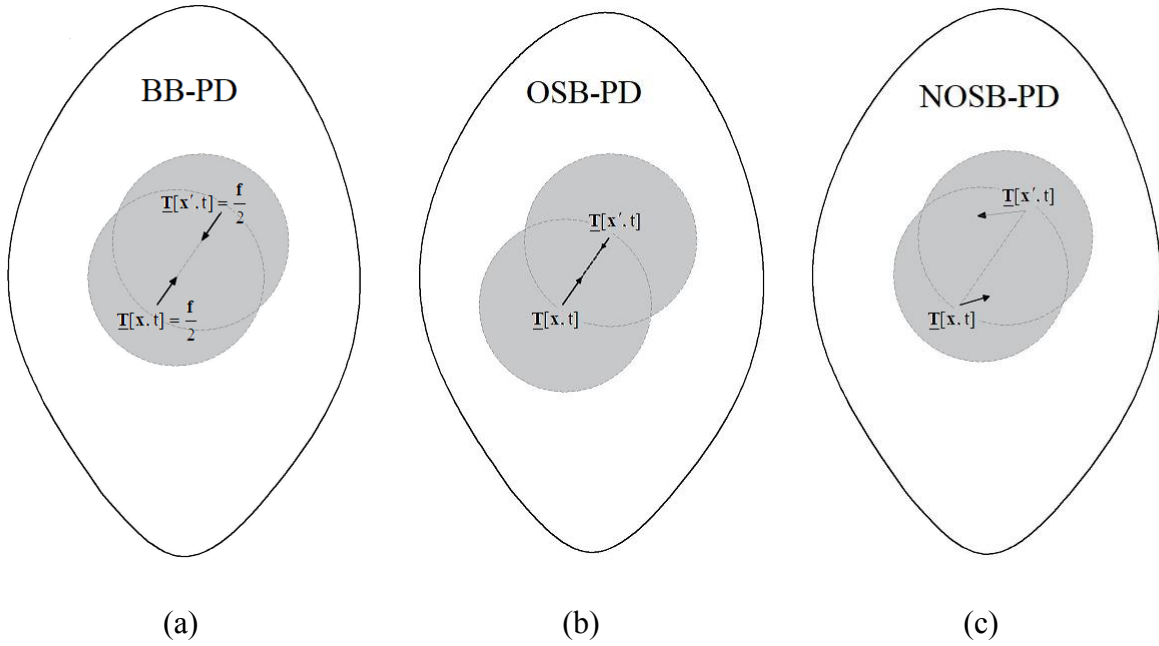 BB-PD
OSB-PD
NOSB-PD
T[x′.t]=f/2
T[x.t]=f/2
T[x′.t]
T[x.t]
T[x′.t]
T[x.t]
(a)
(b)
(c)